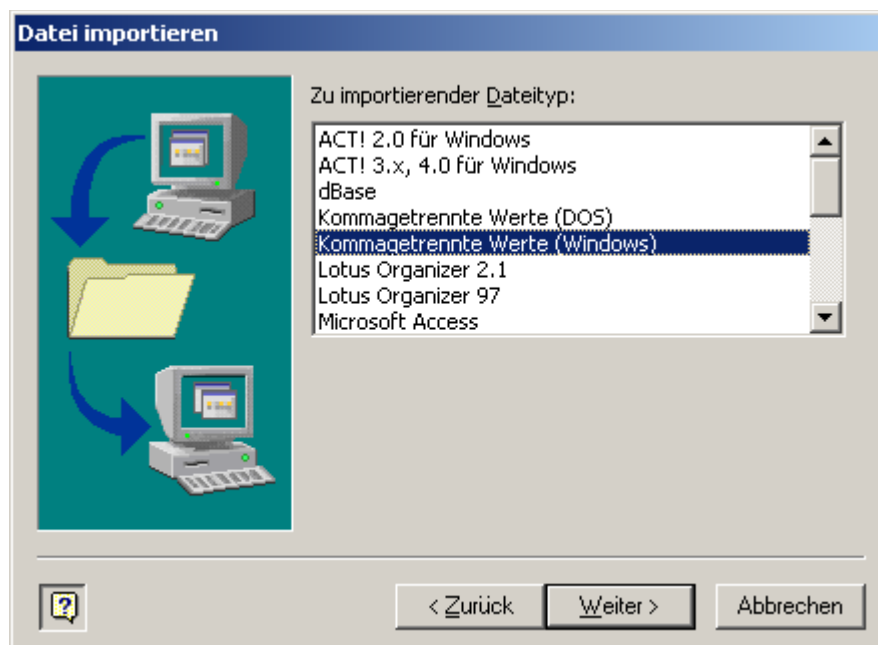 Datei importieren
Zu importierender Dateityp:
ACT! 2.0 für Windows
ACT! 3.x, 4.0 für Windows
dBase
Kommagetrennte Werte (DOS)
Kommagetrennte Werte (Windows)
Lotus Organizer 2.1
Lotus Organizer 97
Microsoft Access
?
< Zurück
Weiter >
Abbrechen